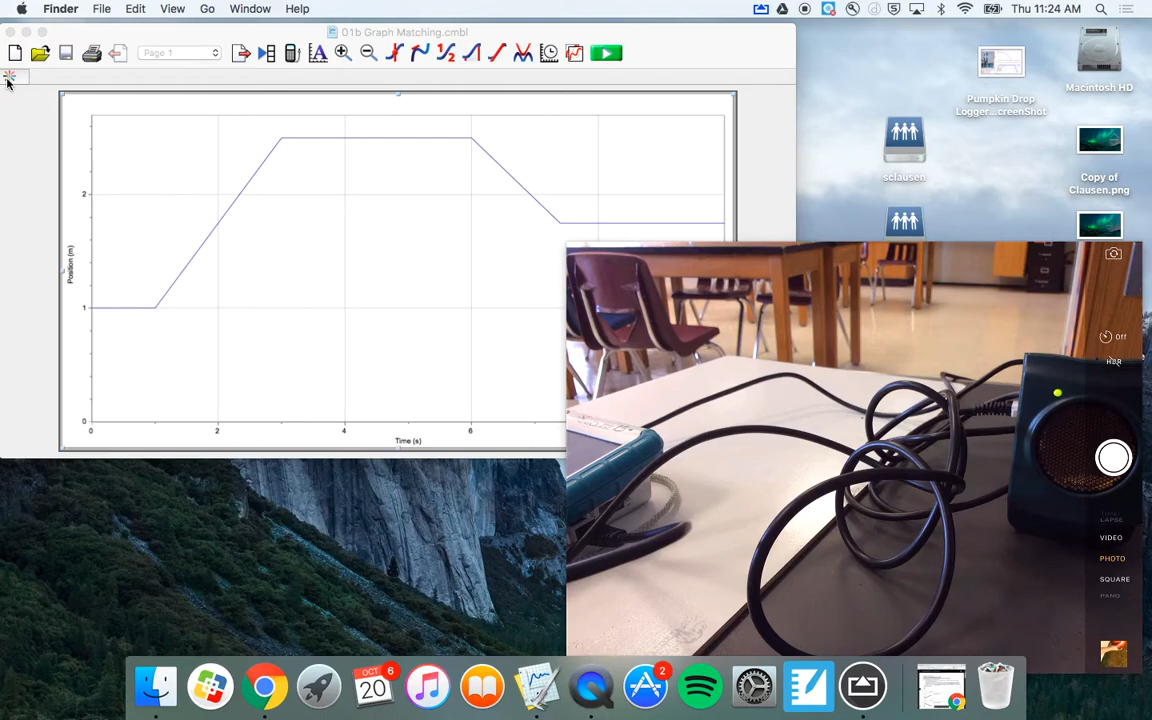 Finder File Edit View Go Window Help
Thu 11:24 AM
01b Graph Matching.cmbl
Page 1
Position (m)
2
1
0
0 2 4 6
Time (s)
Pumpkin Drop
Logger...creenShot
Macintosh HD
sclausen
Copy of
Clausen.png
Off
HDR
LAPSE
VIDEO
PHOTO
SQUARE
PANO
OCT
20
6
2